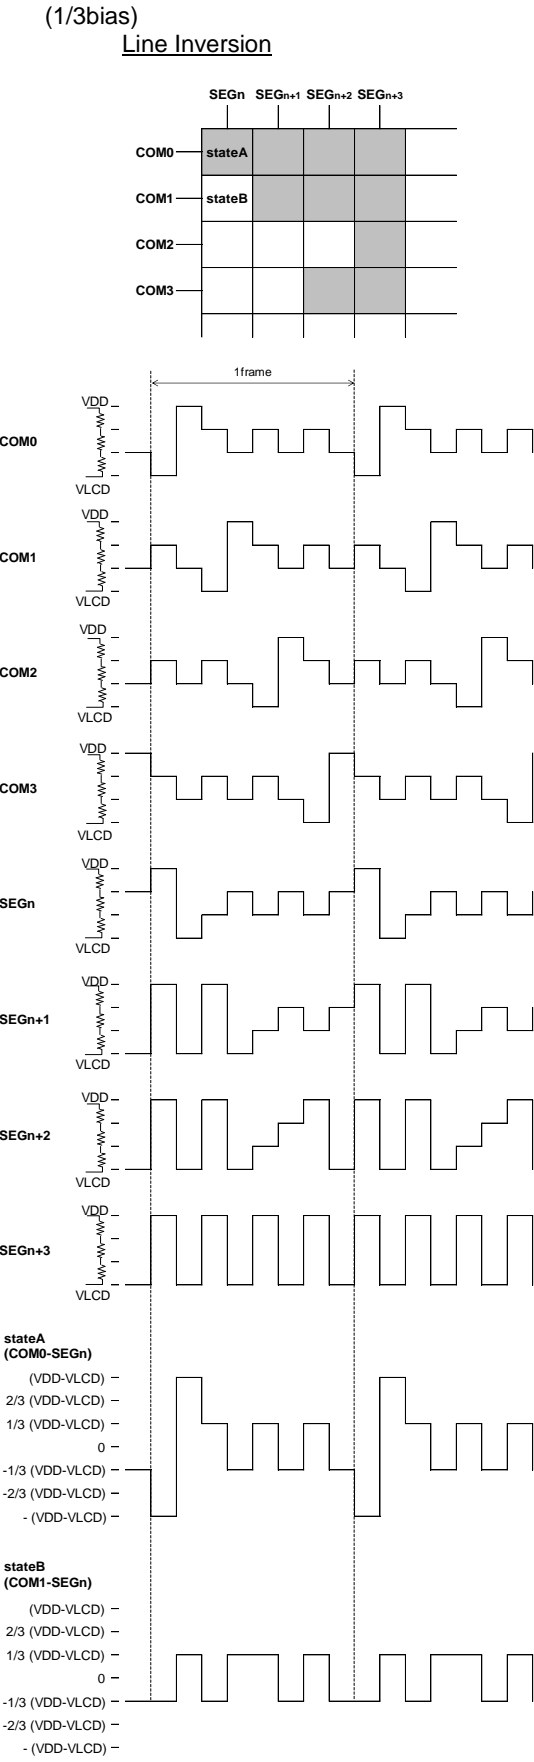 (1/3bias)
Line Inversion
SEGn SEGn+1 SEGn+2 SEGn+3
COM0 stateA
COM1 stateB
COM2
COM3
1frame
VDD
COM0
VLCD
VDD
COM1
VLCD
VDD
COM2
VLCD
VDD
COM3
VLCD
VDD
SEGn
VLCD
VDD
SEGn+1
VLCD
VDD
SEGn+2
VLCD
VDD
SEGn+3
VLCD
stateA
(COM0-SEGn)
(VDD-VLCD)
2/3 (VDD-VLCD)
1/3 (VDD-VLCD)
0
-1/3 (VDD-VLCD)
-2/3 (VDD-VLCD)
- (VDD-VLCD)
stateB
(COM1-SEGn)
(VDD-VLCD)
2/3 (VDD-VLCD)
1/3 (VDD-VLCD)
0
-1/3 (VDD-VLCD)
-2/3 (VDD-VLCD)
- (VDD-VLCD)